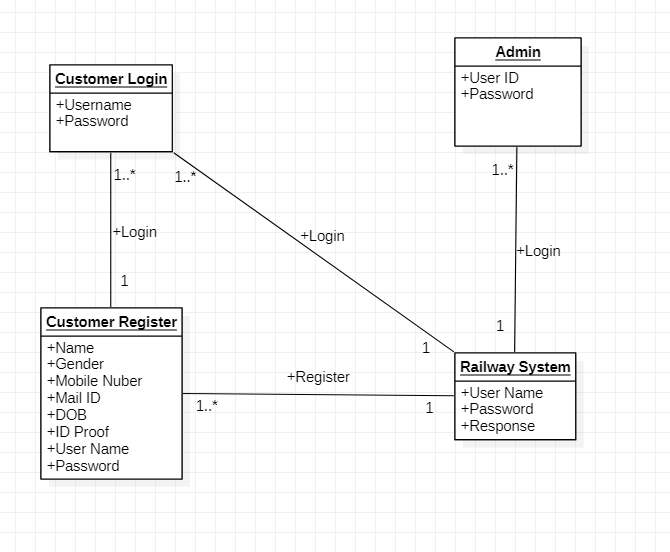 Customer Login
+Username
+Password
Admin
+User ID
+Password
1..*
1..*
1..*
+Login
+Login
+Login
1
1
1
Customer Register
+Name
+Gender
+Mobile Nuber
+Mail ID
+DOB
+ID Proof
+User Name
+Password
+Register
1..*
1
Railway System
+User Name
+Password
+Response